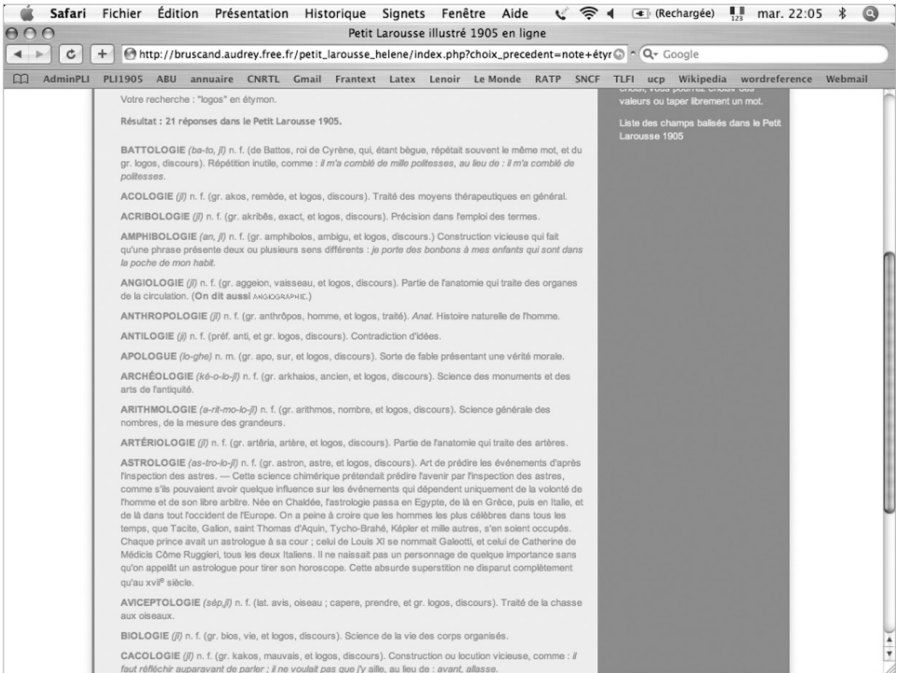 Safari Fichier Édition Présentation Historique Signets Fenêtre Aide (Rechargée) 123 mar. 22:05
Petit Larousse illustré 1905 en ligne
http://bruscand.audrey.free.fr/petit_larousse_helene/index.php?choix_precedent=note+étyr Google
AdminPLI PLI1905 ABU annuaire CNRTL Gmail Frantext Latex Lenoir Le Monde RATP SNCF TLFI ucp Wikipedia wordreference Webmail
Votre recherche : "logos" en étymon.
Résultat : 21 réponses dans le Petit Larousse 1905.
BATTOLOGIE (ba-to, jî) n. f. (de Battos, roi de Cyrène, qui, étant bègue, répétait souvent le même mot, et du
gr. logos, discours). Répétition inutile, comme : il m'a comblé de mille politesses, au lieu de : il m'a comblé de
politesses.
ACOLOGIE (jî) n. f. (gr. akos, remède, et logos, discours). Traité des moyens thérapeutiques en général.
ACRIBOLOGIE (jî) n. f. (gr. akribês, exact, et logos, discours). Précision dans l'emploi des termes.
AMPHIBOLOGIE (an, jî) n. f. (gr. amphibolos, ambigu, et logos, discours.) Construction vicieuse qui fait
qu'une phrase présente deux ou plusieurs sens différents : je porte des bonbons à mes enfants qui sont dans
la poche de mon habit.
ANGIOLOGIE (jî) n. f. (gr. aggeion, vaisseau, et logos, discours). Partie de l'anatomie qui traite des organes
de la circulation. (On dit aussi ANGIOGRAPHIE.)
ANTHROPOLOGIE (jî) n. f. (gr. anthrôpos, homme, et logos, traité). Anat. Histoire naturelle de l'homme.
ANTILOGIE (jî) n. f. (préf. anti, et gr. logos, discours). Contradiction d'idées.
APOLOGUE (lo-ghe) n. m. (gr. apo, sur, et logos, discours). Sorte de fable présentant une vérité morale.
ARCHÉOLOGIE (ké-o-lo-jî) n. f. (gr. arkhaios, ancien, et logos, discours). Science des monuments et des
arts de l'antiquité.
ARITHMOLOGIE (a-rit-mo-lo-jî) n. f. (gr. arithmos, nombre, et logos, discours). Science générale des
nombres, de la mesure des grandeurs.
ARTÉRIOLOGIE (jî) n. f. (gr. artêria, artère, et logos, discours). Partie de l'anatomie qui traite des artères.
ASTROLOGIE (as-tro-lo-jî) n. f. (gr. astron, astre, et logos, discours). Art de prédire les événements d'après
l'inspection des astres. — Cette science chimérique prétendait prédire l'avenir par l'inspection des astres,
comme s'ils pouvaient avoir quelque influence sur les événements qui dépendent uniquement de la volonté de
l'homme et de son libre arbitre. Née en Chaldée, l'astrologie passa en Egypte, de là en Grèce, puis en Italie, et
de là dans tout l'occident de l'Europe. On a peine à croire que les hommes les plus célèbres dans tous les
temps, que Tacite, Galion, saint Thomas d'Aquin, Tycho-Brahé, Képler et mille autres, s'en soient occupés.
Chaque prince avait un astrologue à sa cour ; celui de Louis XI se nommait Galeotti, et celui de Catherine de
Médicis Côme Ruggieri, tous les deux Italiens. Il ne naissait pas un personnage de quelque importance sans
qu'on appelât un astrologue pour tirer son horoscope. Cette absurde superstition ne disparut complètement
qu'au xviiᵉ siècle.
AVICEPTOLOGIE (sép,jî) n. f. (lat. avis, oiseau ; capere, prendre, et gr. logos, discours). Traité de la chasse
aux oiseaux.
BIOLOGIE (jî) n. f. (gr. bios, vie, et logos, discours). Science de la vie des corps organisés.
CACOLOGIE (jî) n. f. (gr. kakos, mauvais, et logos, discours). Construction ou locution vicieuse, comme : il
faut réfléchir auparavant de parler ; il ne voulait pas que j'y aille, au lieu de : avant, allasse.
choisi, vous pourrez choisir des
valeurs ou taper librement un mot.
Liste des champs balisés dans le Petit
Larousse 1905